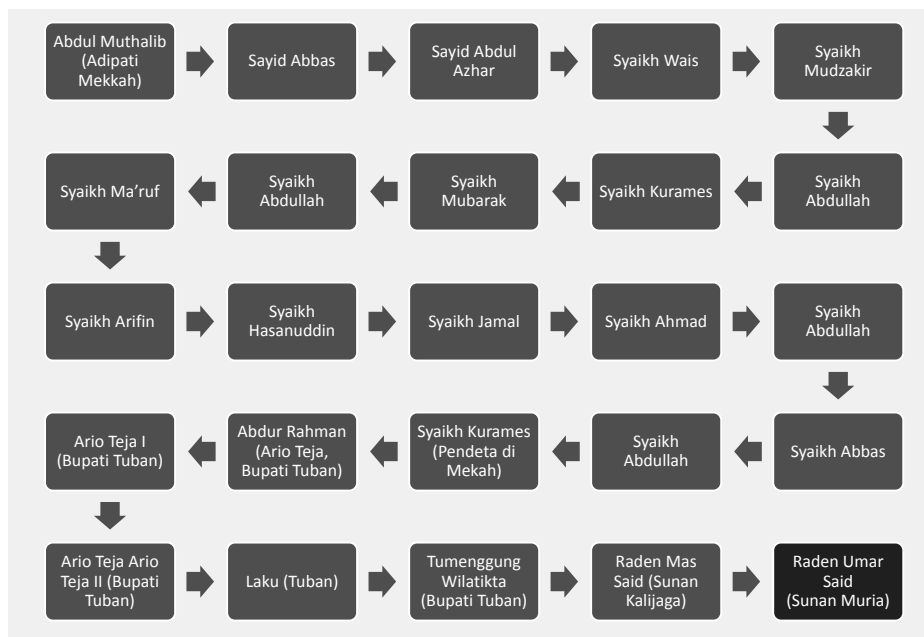 Abdul Muthalib
(Adipati
Mekkah)
Sayid Abbas
Sayid Abdul
Azhar
Syaikh Wais
Syaikh
Mudzakir
Syaikh
Abdullah
Syaikh Kurames
Syaikh
Mubarak
Syaikh
Abdullah
Syaikh Ma’ruf
Syaikh Arifin
Syaikh
Hasanuddin
Syaikh Jamal
Syaikh Ahmad
Syaikh
Abdullah
Syaikh Abbas
Syaikh
Abdullah
Syaikh Kurames
(Pendeta di
Mekah)
Abdur Rahman
(Ario Teja,
Bupati Tuban)
Ario Teja I
(Bupati Tuban)
Ario Teja Ario
Teja II (Bupati
Tuban)
Laku (Tuban)
Tumenggung
Wilatikta
(Bupati Tuban)
Raden Mas
Said (Sunan
Kalijaga)
Raden Umar
Said
(Sunan Muria)